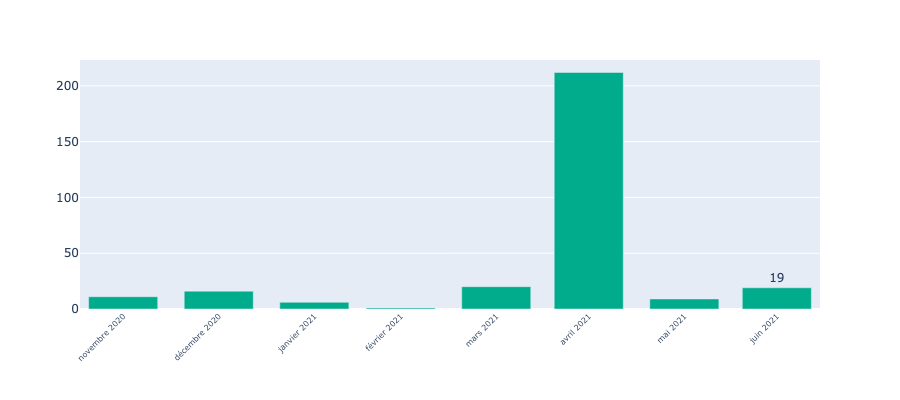 200
150
100
50
0
19
novembre 2020
décembre 2020
janvier 2021
février 2021
mars 2021
avril 2021
mai 2021
juin 2021